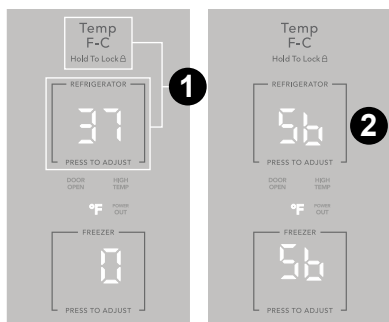 Temp
F-C
Hold To Lock
REFRIGERATOR
37
PRESS TO ADJUST
DOOR OPEN
HIGH TEMP
°F
POWER OUT
FREEZER
0
PRESS TO ADJUST
1
Temp
F-C
Hold To Lock
REFRIGERATOR
Sb
PRESS TO ADJUST
DOOR OPEN
HIGH TEMP
°F
POWER OUT
FREEZER
Sb
PRESS TO ADJUST
2